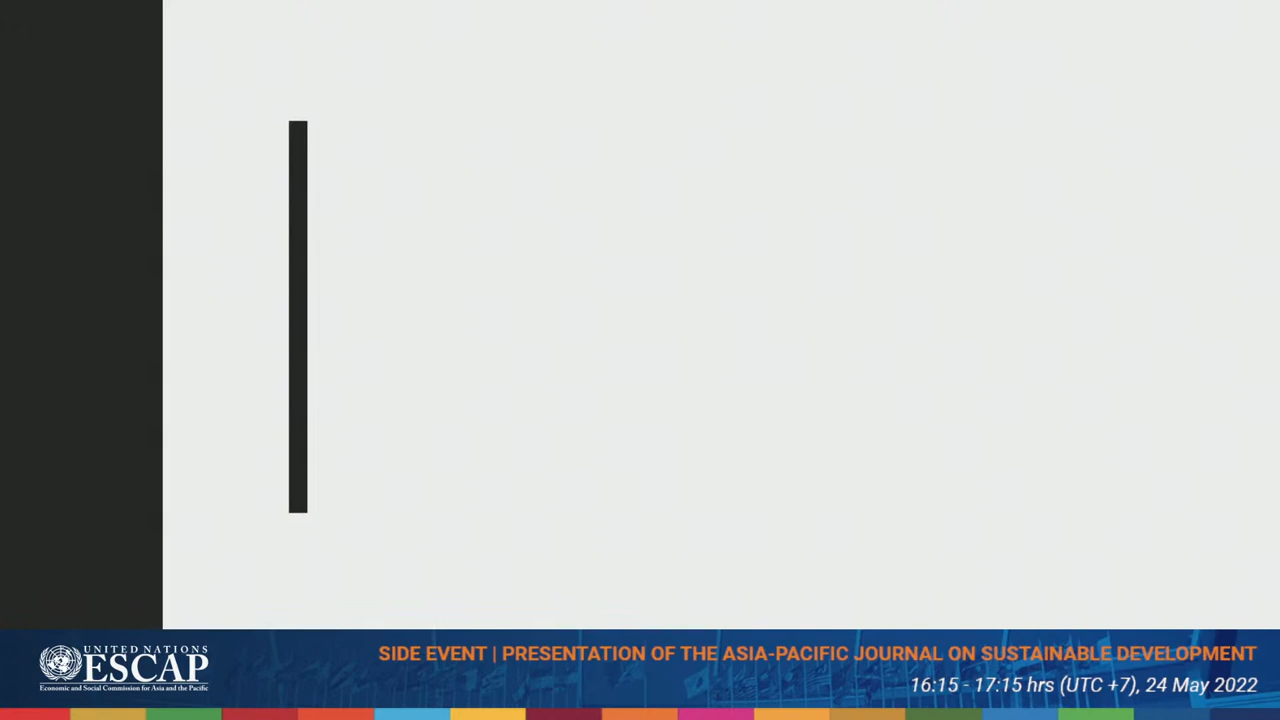 UNITED NATIONS
ESCAP
Economic and Social Commission for Asia and the Pacific
SIDE EVENT | PRESENTATION OF THE ASIA-PACIFIC JOURNAL ON SUSTAINABLE DEVELOPMENT
16:15 - 17:15 hrs (UTC +7), 24 May 2022